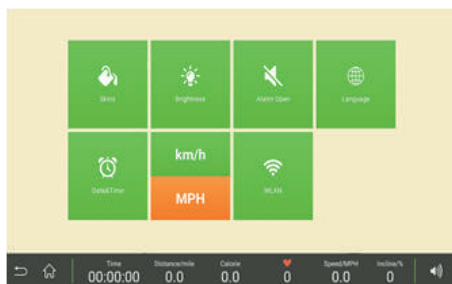 Skins
Brightness
Alarm Open
Language
Date&Time
km/h
MPH
WLAN
Time
00:00:00
Distance/mile
0.0
Calorie
0.0
0
Speed/MPH
0.0
Incline/%
0